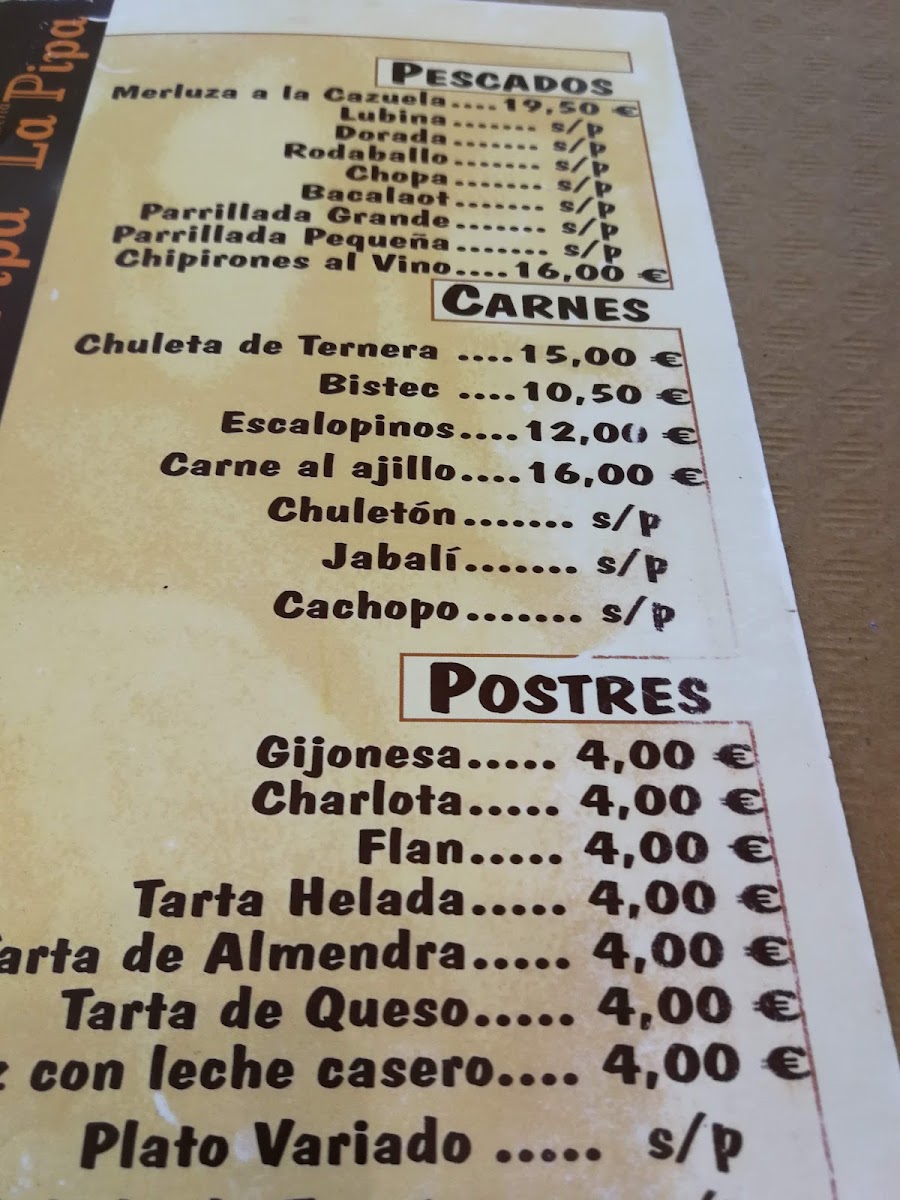 La Pipa
PESCADOS
Merluza a la Cazuela....19,50 €
Lubina....... s/p
Dorada....... s/p
Rodaballo....... s/p
Chopa....... s/p
Bacalaot....... s/p
Parrillada Grande....... s/p
Parrillada Pequeña....... s/p
Chipirones al Vino....16,00 €
CARNES
Chuleta de Ternera ....15,00 €
Bistec ....10,50 €
Escalopinos....12,00 €
Carne al ajillo....16,00 €
Chuletón....... s/p
Jabalí....... s/p
Cachopo....... s/p
POSTRES
Gijonesa..... 4,00 €
Charlota..... 4,00 €
Flan..... 4,00 €
Tarta Helada..... 4,00 €
arta de Almendra..... 4,00 €
Tarta de Queso..... 4,00 €
z con leche casero.... 4,00 €
Plato Variado ..... s/p